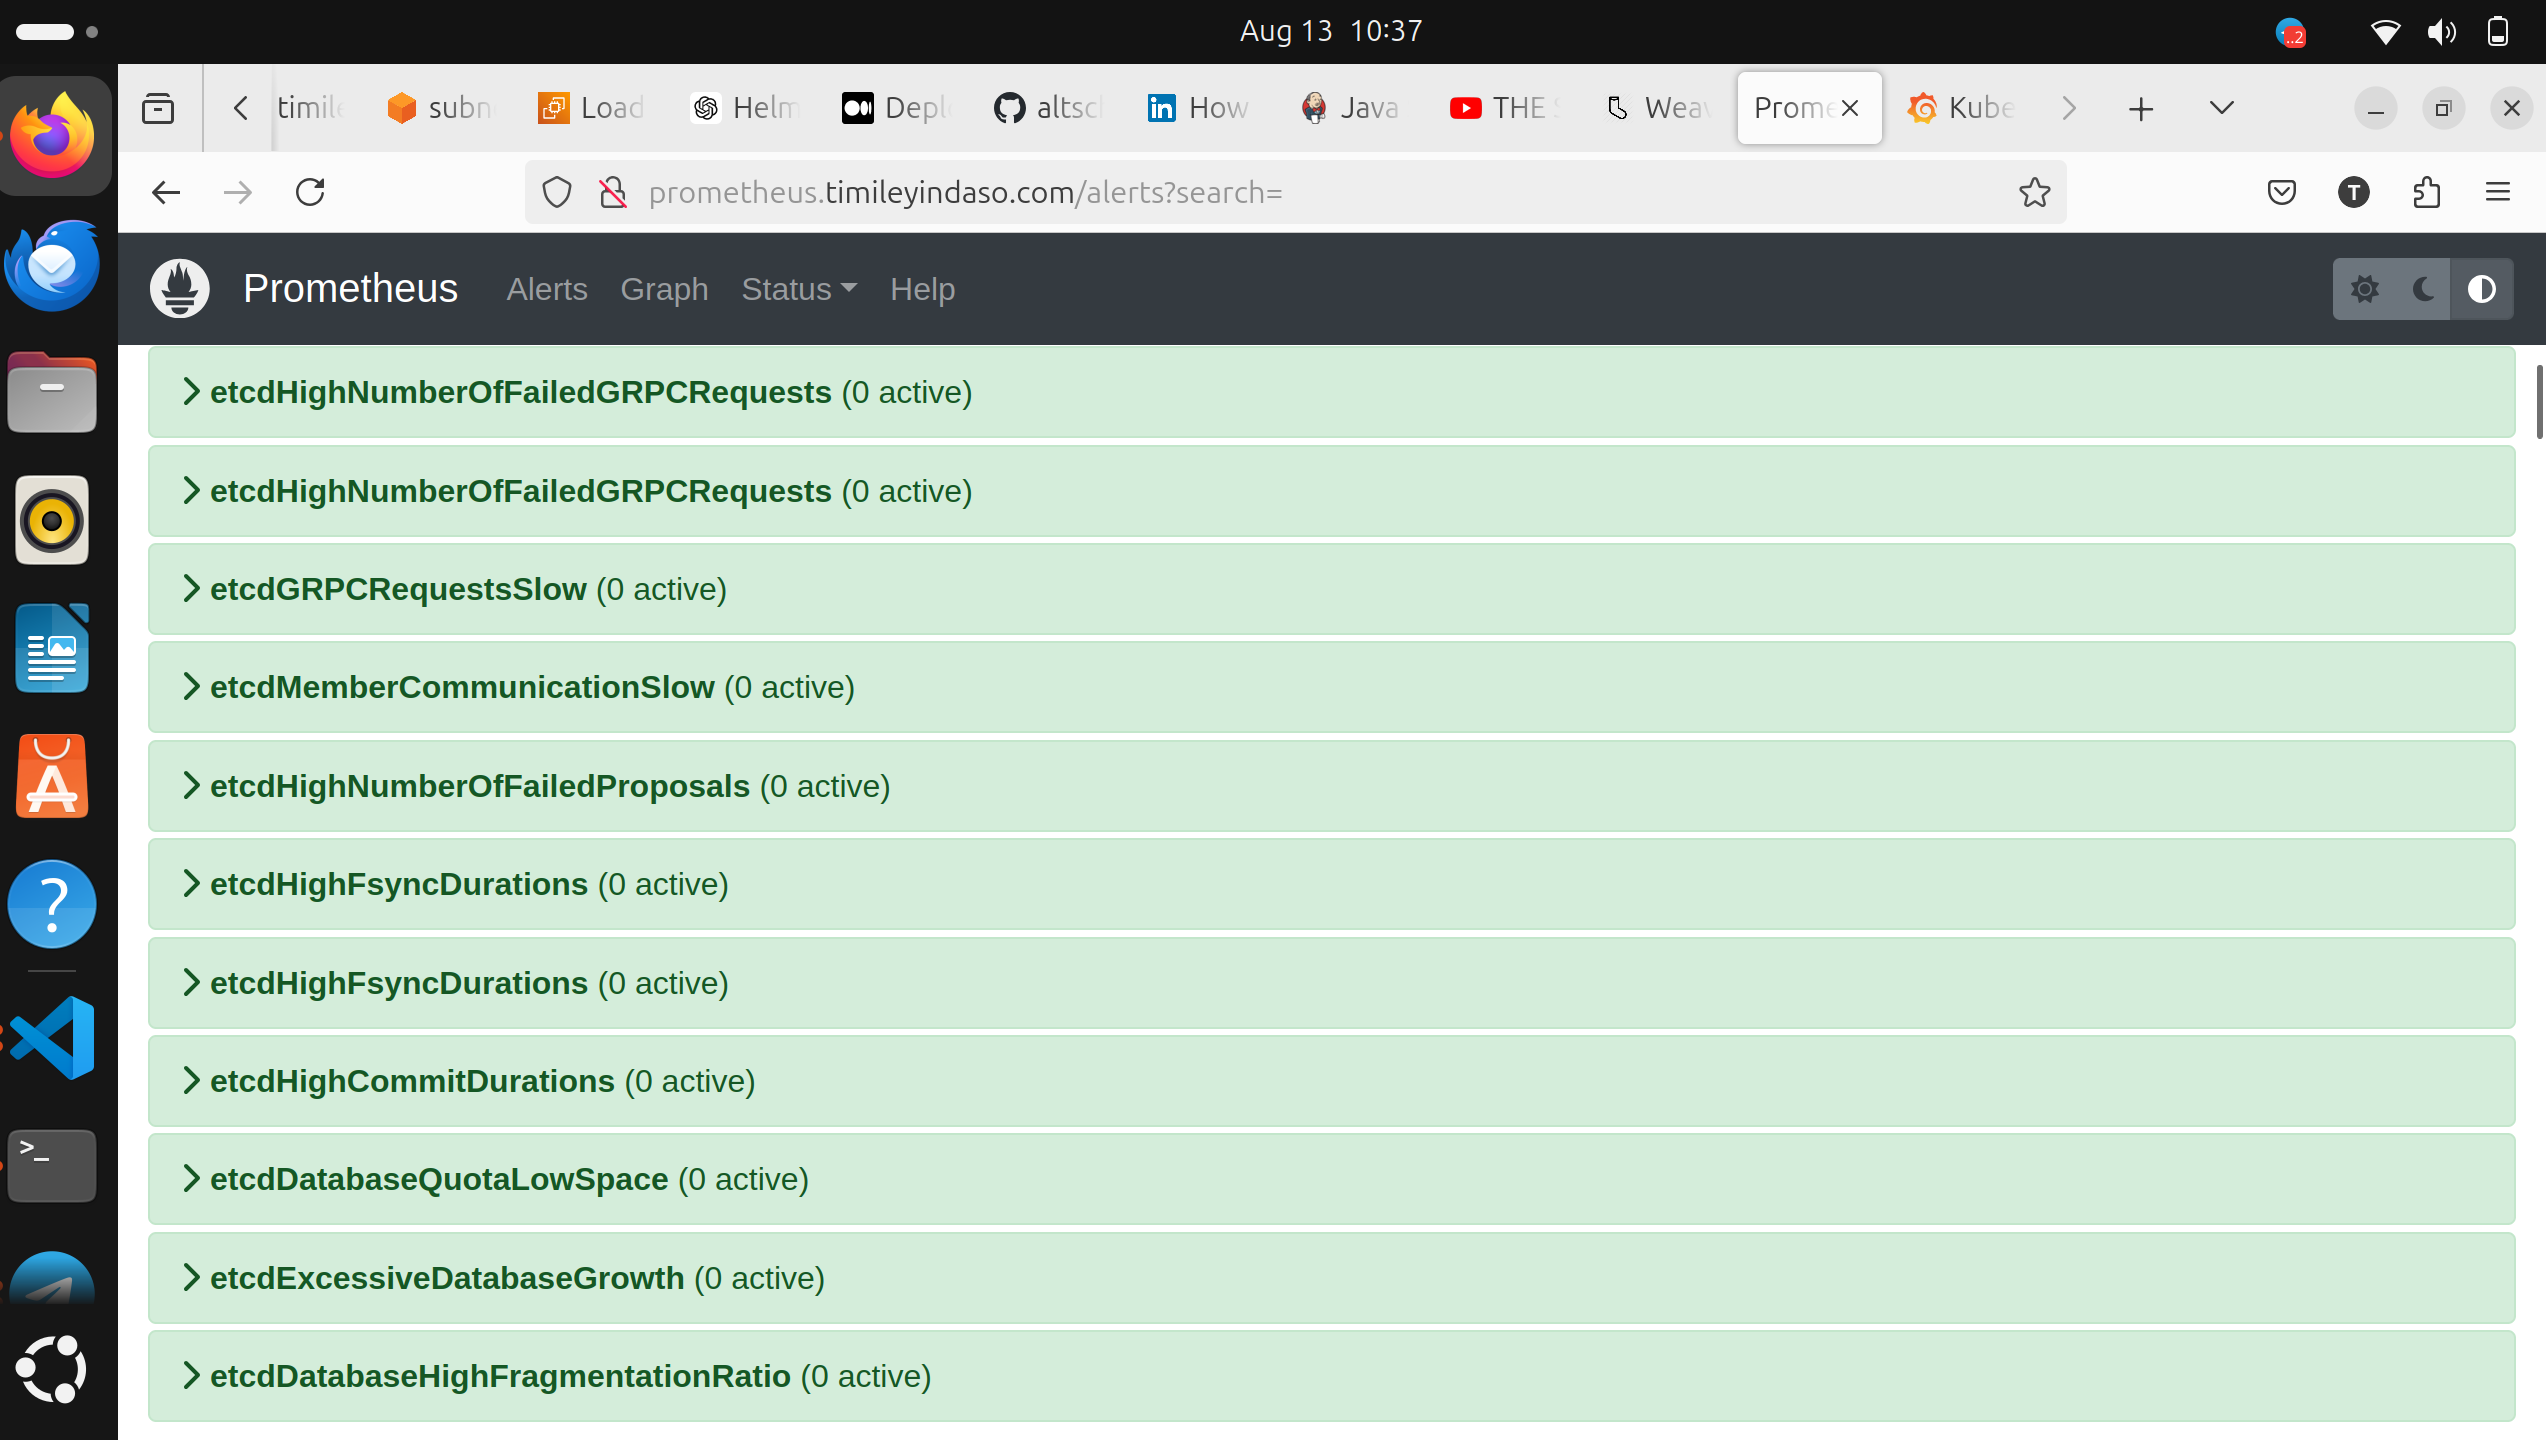 Aug 13 10:37
..2
timile
subn
Load
Helm
Depl
altsc
How
Java
THE
Weav
Prome
Kube
prometheus.timileyindaso.com/alerts?search=
T
Prometheus
Alerts
Graph
Status
Help
etcdHighNumberOfFailedGRPCRequests (0 active)
etcdHighNumberOfFailedGRPCRequests (0 active)
etcdGRPCRequestsSlow (0 active)
etcdMemberCommunicationSlow (0 active)
etcdHighNumberOfFailedProposals (0 active)
etcdHighFsyncDurations (0 active)
etcdHighFsyncDurations (0 active)
etcdHighCommitDurations (0 active)
etcdDatabaseQuotaLowSpace (0 active)
etcdExcessiveDatabaseGrowth (0 active)
etcdDatabaseHighFragmentationRatio (0 active)